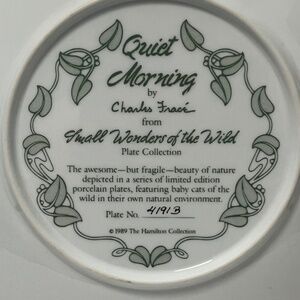 Quiet
Morning
by
Charles Fracé
from
Small Wonders of the Wild
Plate Collection
The awesome—but fragile—beauty of nature
depicted in a series of limited edition
porcelain plates, featuring baby cats of the
wild in their own natural environment.
Plate No. 4191B
© 1989 The Hamilton Collection